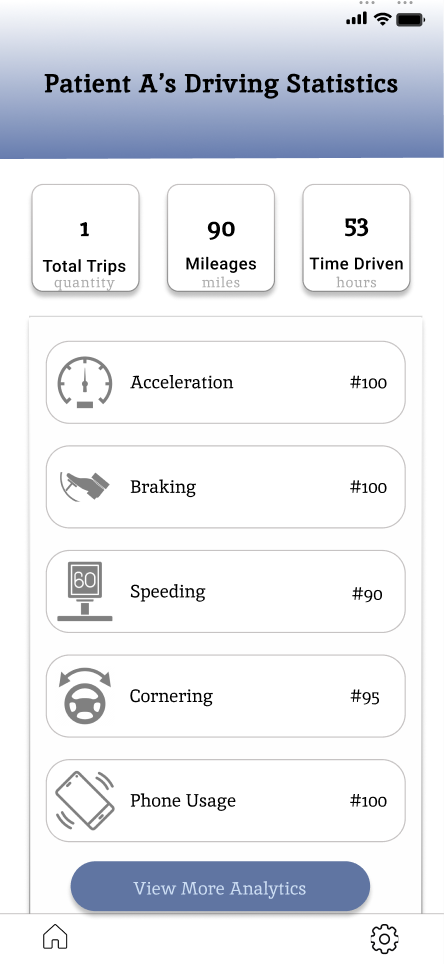 Patient A's Driving Statistics
1
90
53
Total Trips
Mileages
Time Driven
quantity
miles
hours
Acceleration #100
Braking #100
60
Speeding #90
Cornering #95
Phone Usage #100
View More Analytics